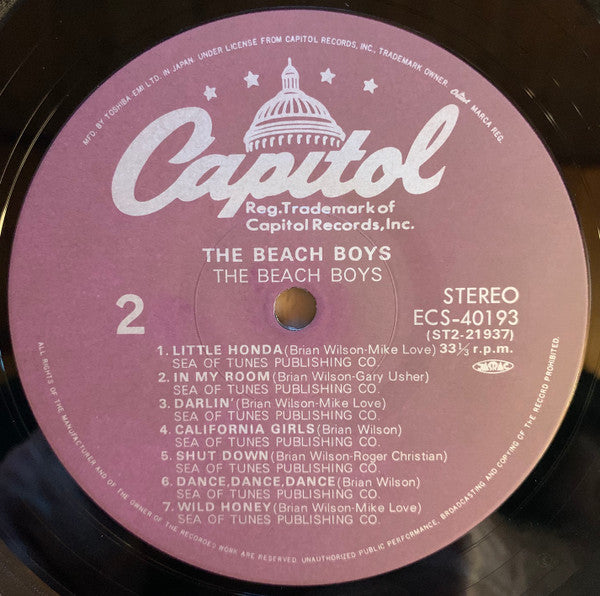 MFD. BY TOSHIBA-EMI LTD. IN JAPAN, UNDER LICENSE FROM CAPITOL RECORDS, INC., TRADEMARK OWNER. Capitol MARCA REG.
Capitol
Reg.Trademark of
Capitol Records,Inc.
THE BEACH BOYS
THE BEACH BOYS
2
STEREO
ECS-40193
(ST2-21937)
33⅓ r.p.m.
JASRAC
1. LITTLE HONDA (Brian Wilson-Mike Love)
SEA OF TUNES PUBLISHING CO.
2. IN MY ROOM (Brian Wilson-Gary Usher)
SEA OF TUNES PUBLISHING CO.
3. DARLIN' (Brian Wilson-Mike Love)
SEA OF TUNES PUBLISHING CO.
4. CALIFORNIA GIRLS (Brian Wilson)
SEA OF TUNES PUBLISHING CO.
5. SHUT DOWN (Brian Wilson-Roger Christian)
SEA OF TUNES PUBLISHING CO.
6. DANCE,DANCE,DANCE (Brian Wilson)
SEA OF TUNES PUBLISHING CO.
7. WILD HONEY (Brian Wilson-Mike Love)
SEA OF TUNES PUBLISHING CO.
ALL RIGHTS OF THE MANUFACTURER AND OF THE OWNER OF THE RECORDED WORK ARE RESERVED. UNAUTHORIZED PUBLIC PERFORMANCE, BROADCASTING AND COPYING OF THE RECORD PROHIBITED.